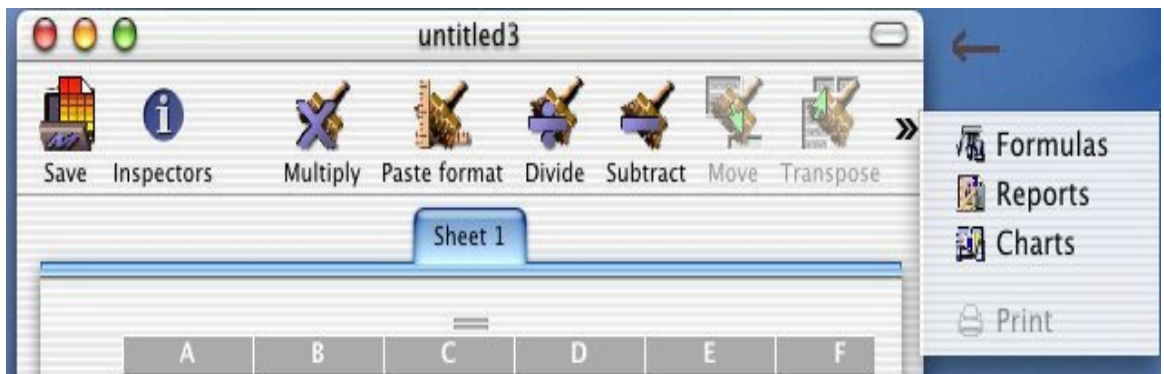 untitled3
Save Inspectors Multiply Paste format Divide Subtract Move Transpose »
Formulas
Reports
Charts
Print
Sheet 1
A B C D E F